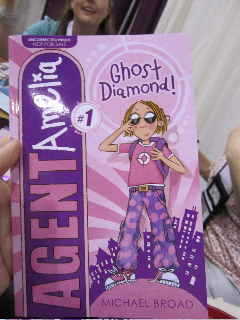 UNCORRECTED PROOF
NOT FOR SALE
AGENT Amelia
#1
Ghost
Diamond!
MICHAEL BROAD